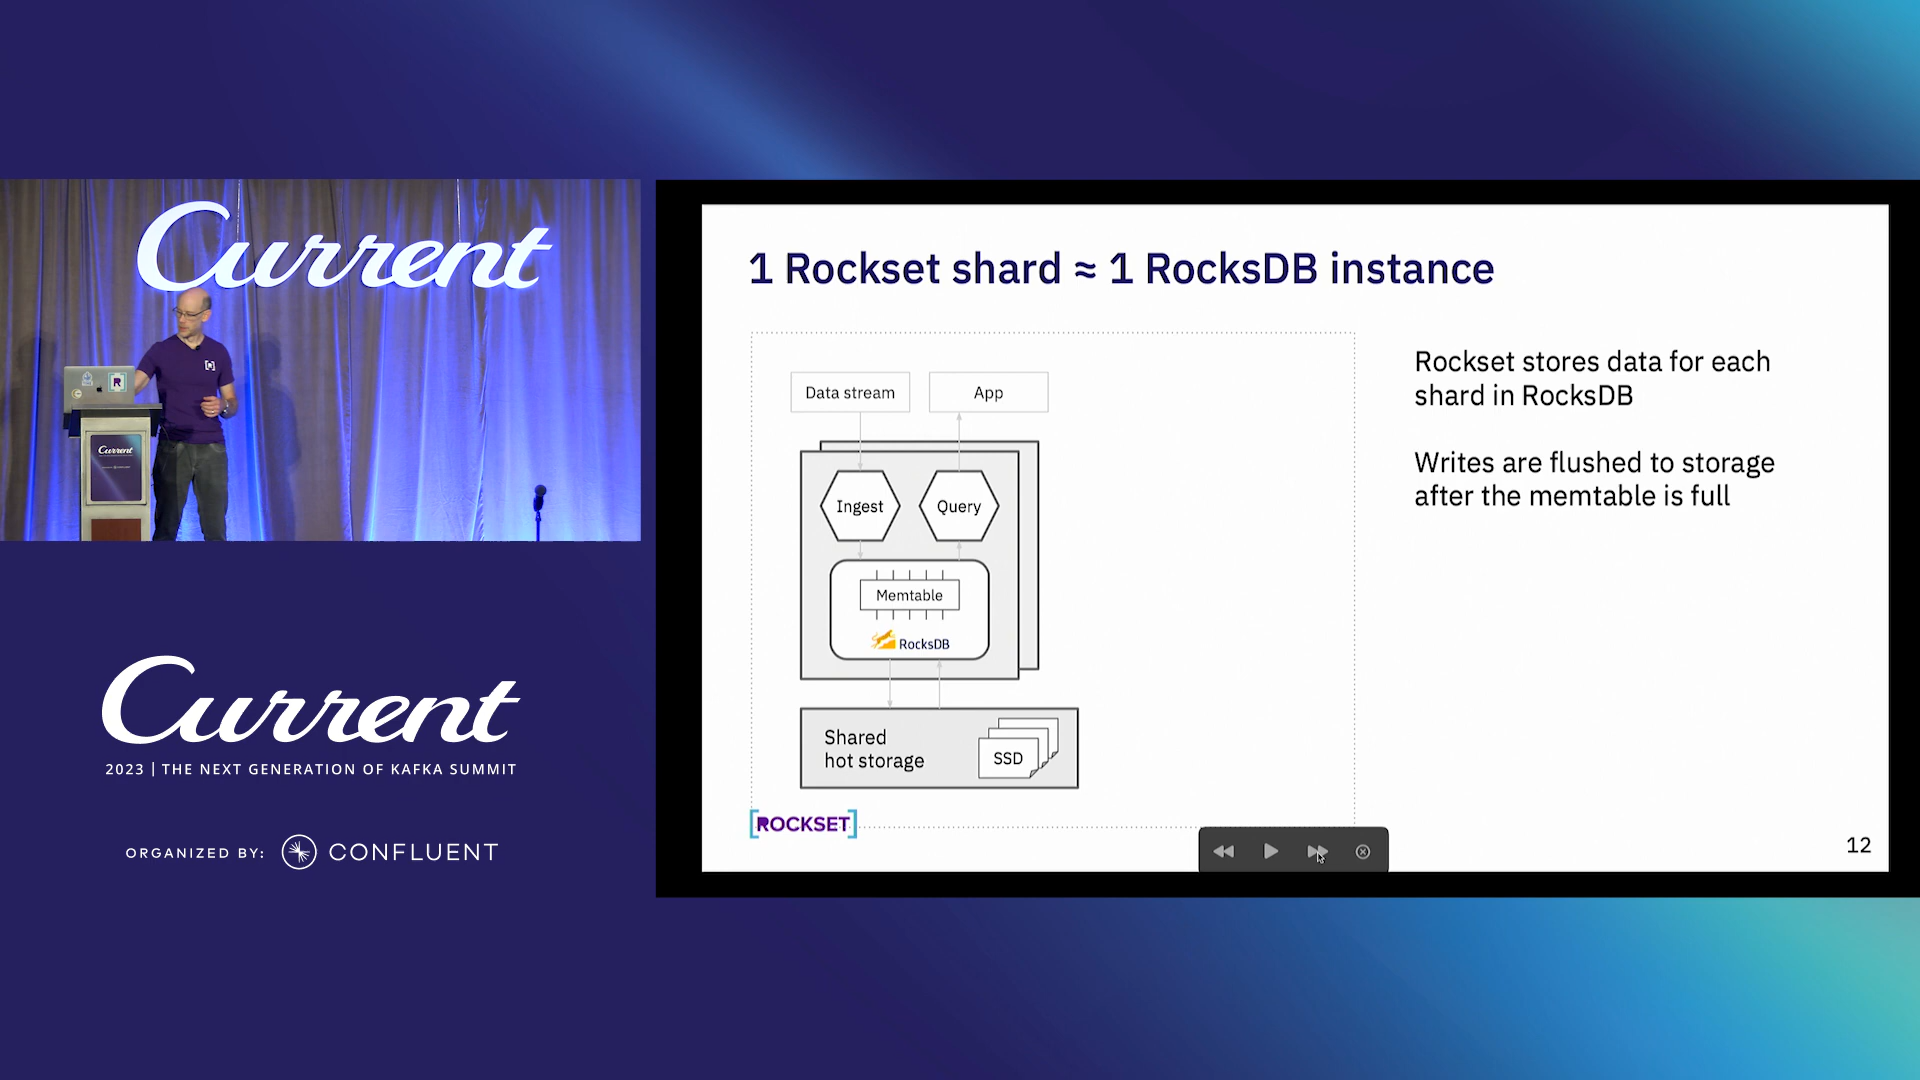 Current
Current
R
Current
2023 | THE NEXT GENERATION OF KAFKA SUMMIT
ORGANIZED BY: CONFLUENT
1 Rockset shard ≈ 1 RocksDB instance
Data stream
App
Ingest
Query
Memtable
RocksDB
Shared
hot storage
SSD
Rockset stores data for each
shard in RocksDB
Writes are flushed to storage
after the memtable is full
[ROCKSET]
12